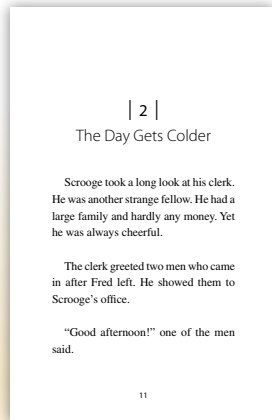 | 2 |
The Day Gets Colder
Scrooge took a long look at his clerk.
He was another strange fellow. He had a
large family and hardly any money. Yet
he was always cheerful.
The clerk greeted two men who came
in after Fred left. He showed them to
Scrooge’s office.
“Good afternoon!” one of the men
said.
11